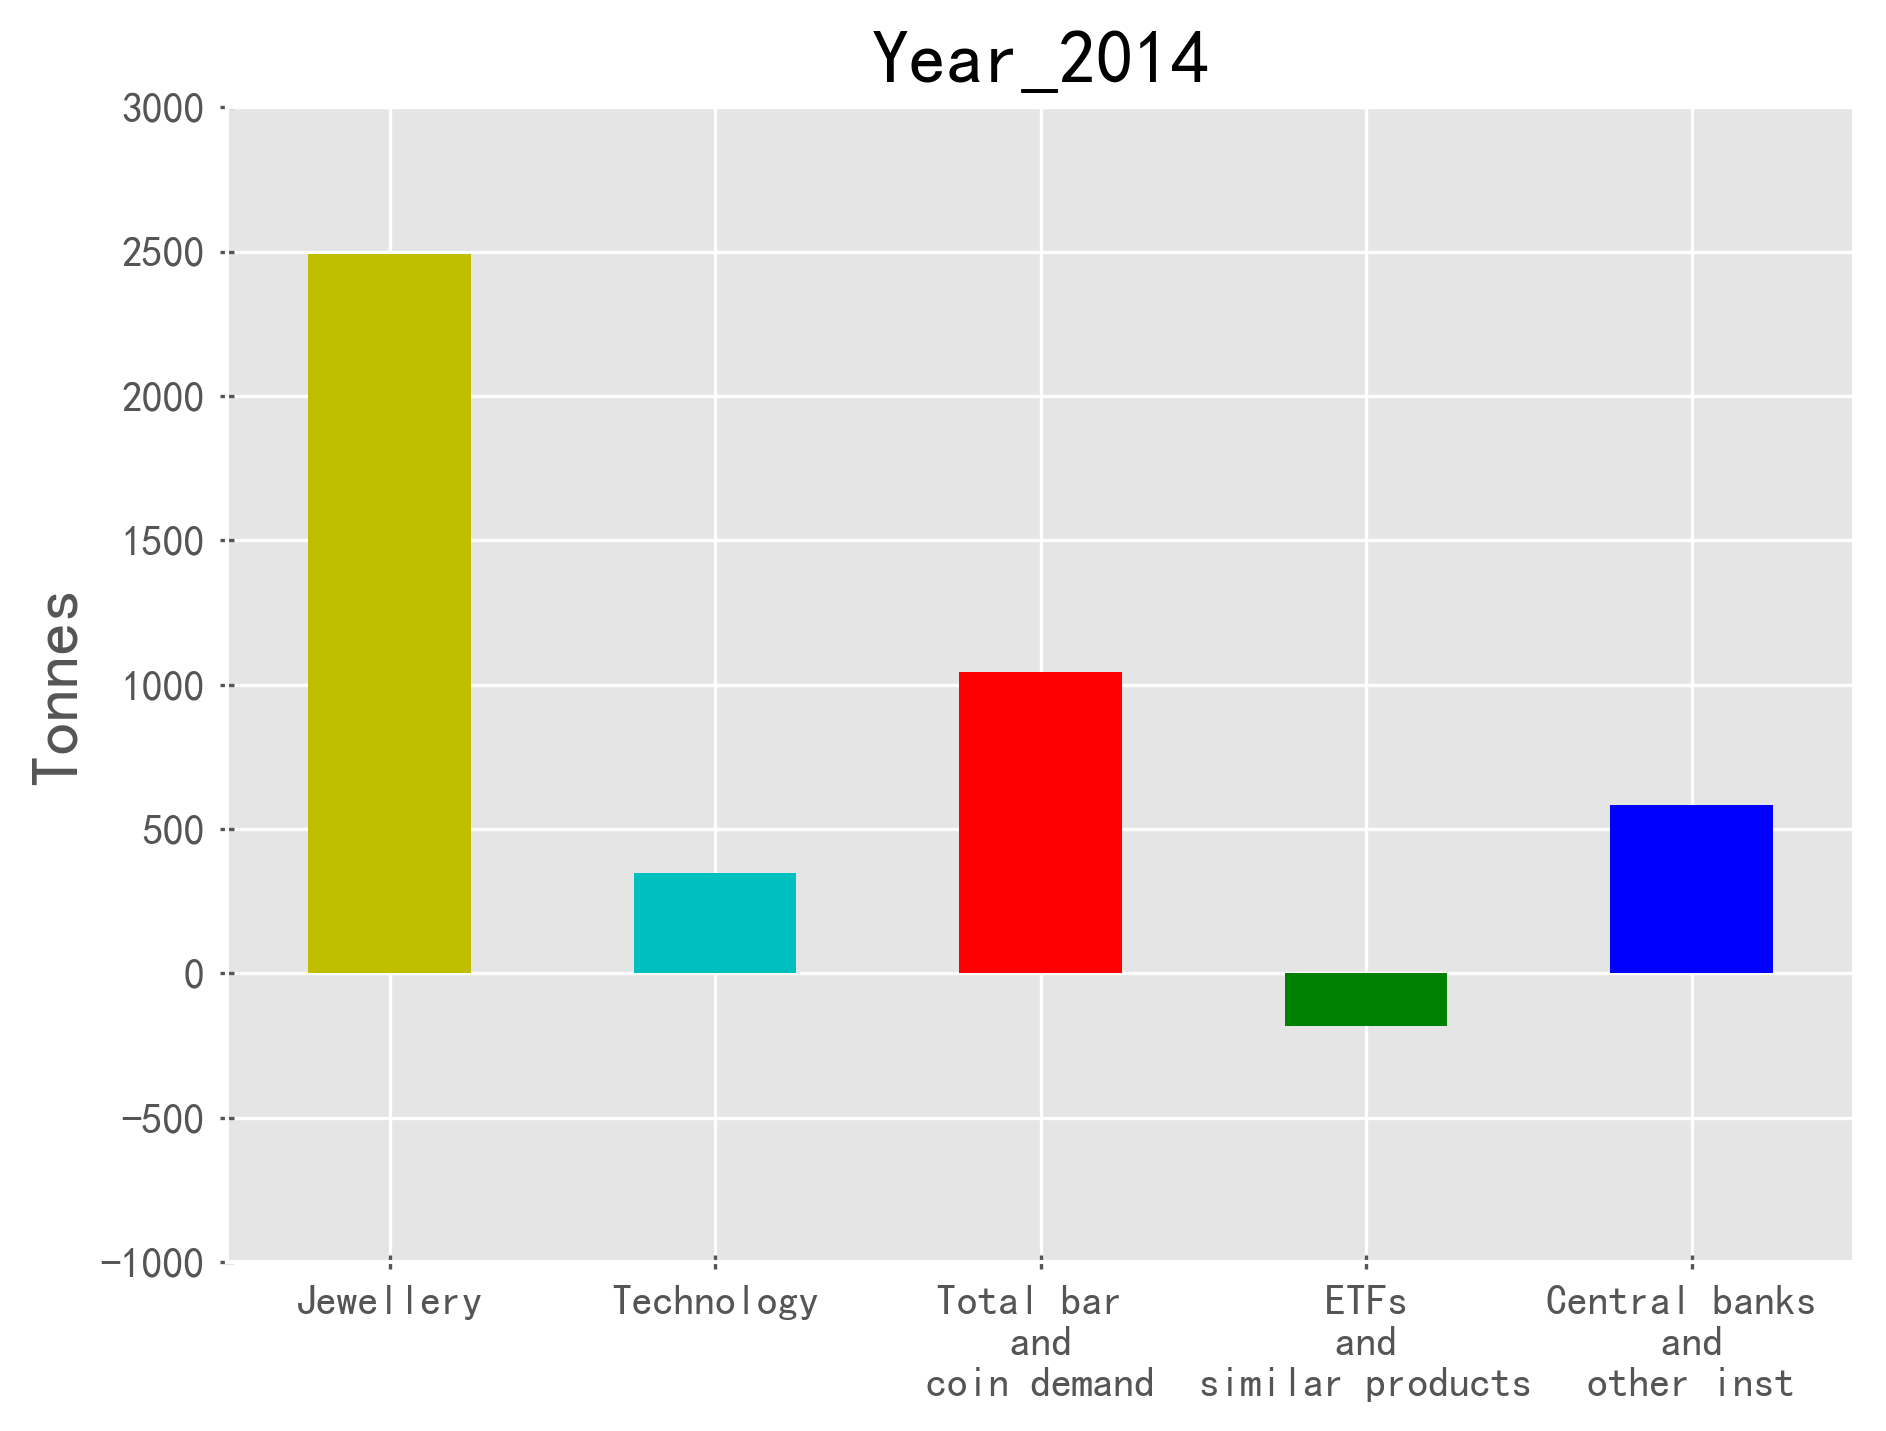 Year_2014
3000
2500
2000
1500
1000
500
0
−500
−1000
Tonnes
Jewellery
Technology
Total bar
and
coin demand
ETFs
and
similar products
Central banks
and
other inst